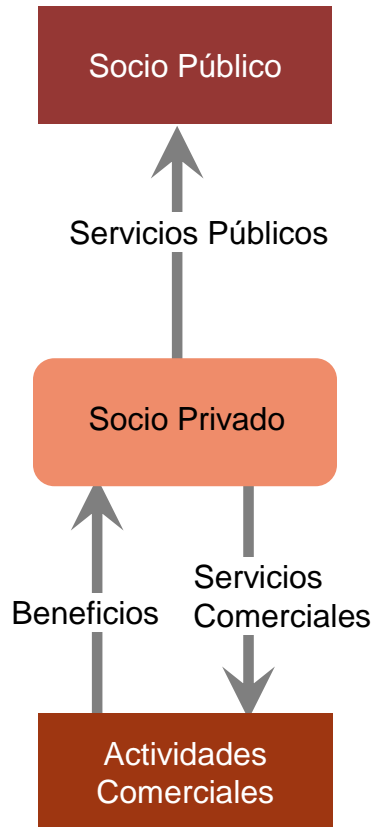 Socio Público
Servicios Públicos
Socio Privado
Beneficios
Servicios
Comerciales
Actividades
Comerciales